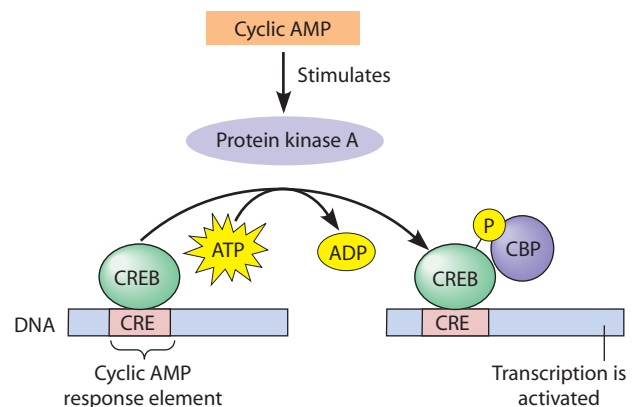 Cyclic AMP
Stimulates
Protein kinase A
ATP
ADP
P
CBP
CREB
CREB
DNA
CRE
CRE
Cyclic AMP
response element
Transcription is
activated